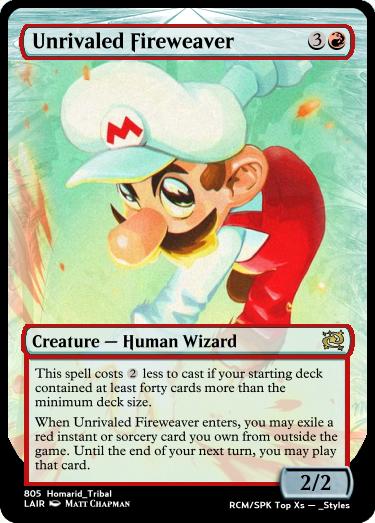 Unrivaled Fireweaver 3
M
Creature — Human Wizard
This spell costs 2 less to cast if your starting deck
contained at least forty cards more than the
minimum deck size.
When Unrivaled Fireweaver enters, you may exile a
red instant or sorcery card you own from outside the
game. Until the end of your next turn, you may play
that card.
2/2
805 Homarid_Tribal
LAIR Matt Chapman
RCM/SPK Top Xs — _Styles